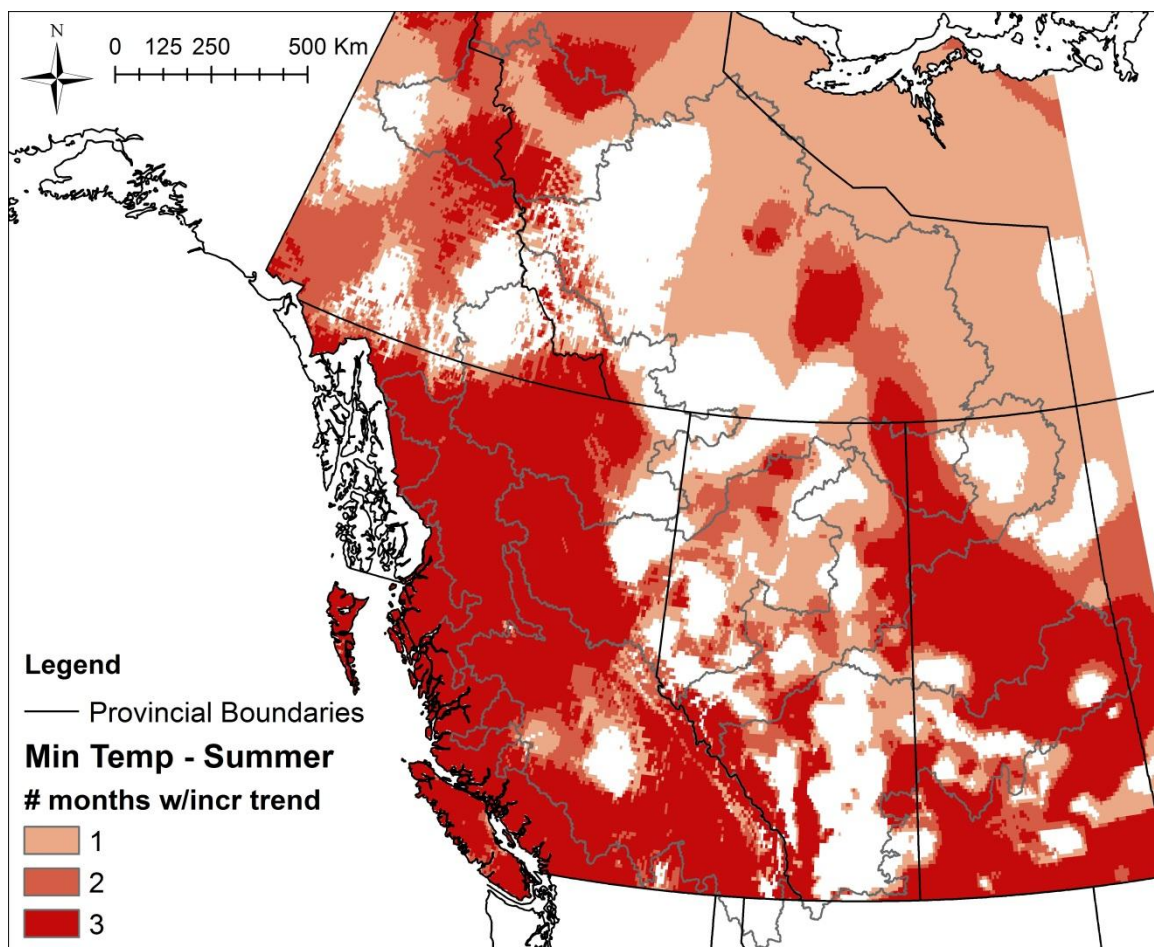 N
0 125 250 500 Km
Legend
Provincial Boundaries
Min Temp - Summer
# months w/incr trend
1
2
3